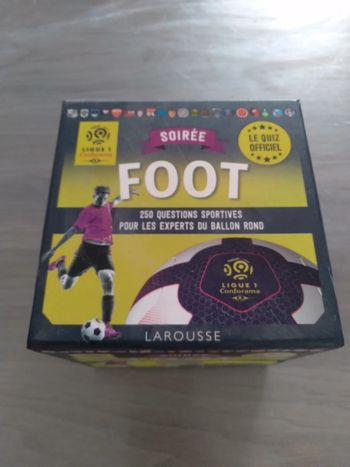 SOIRÉE
LE QUIZ
OFFICIEL
LIGUE 1
Conforama
FOOT
250 QUESTIONS SPORTIVES
POUR LES EXPERTS DU BALLON ROND
LIGUE 1
Conforama
LAROUSSE